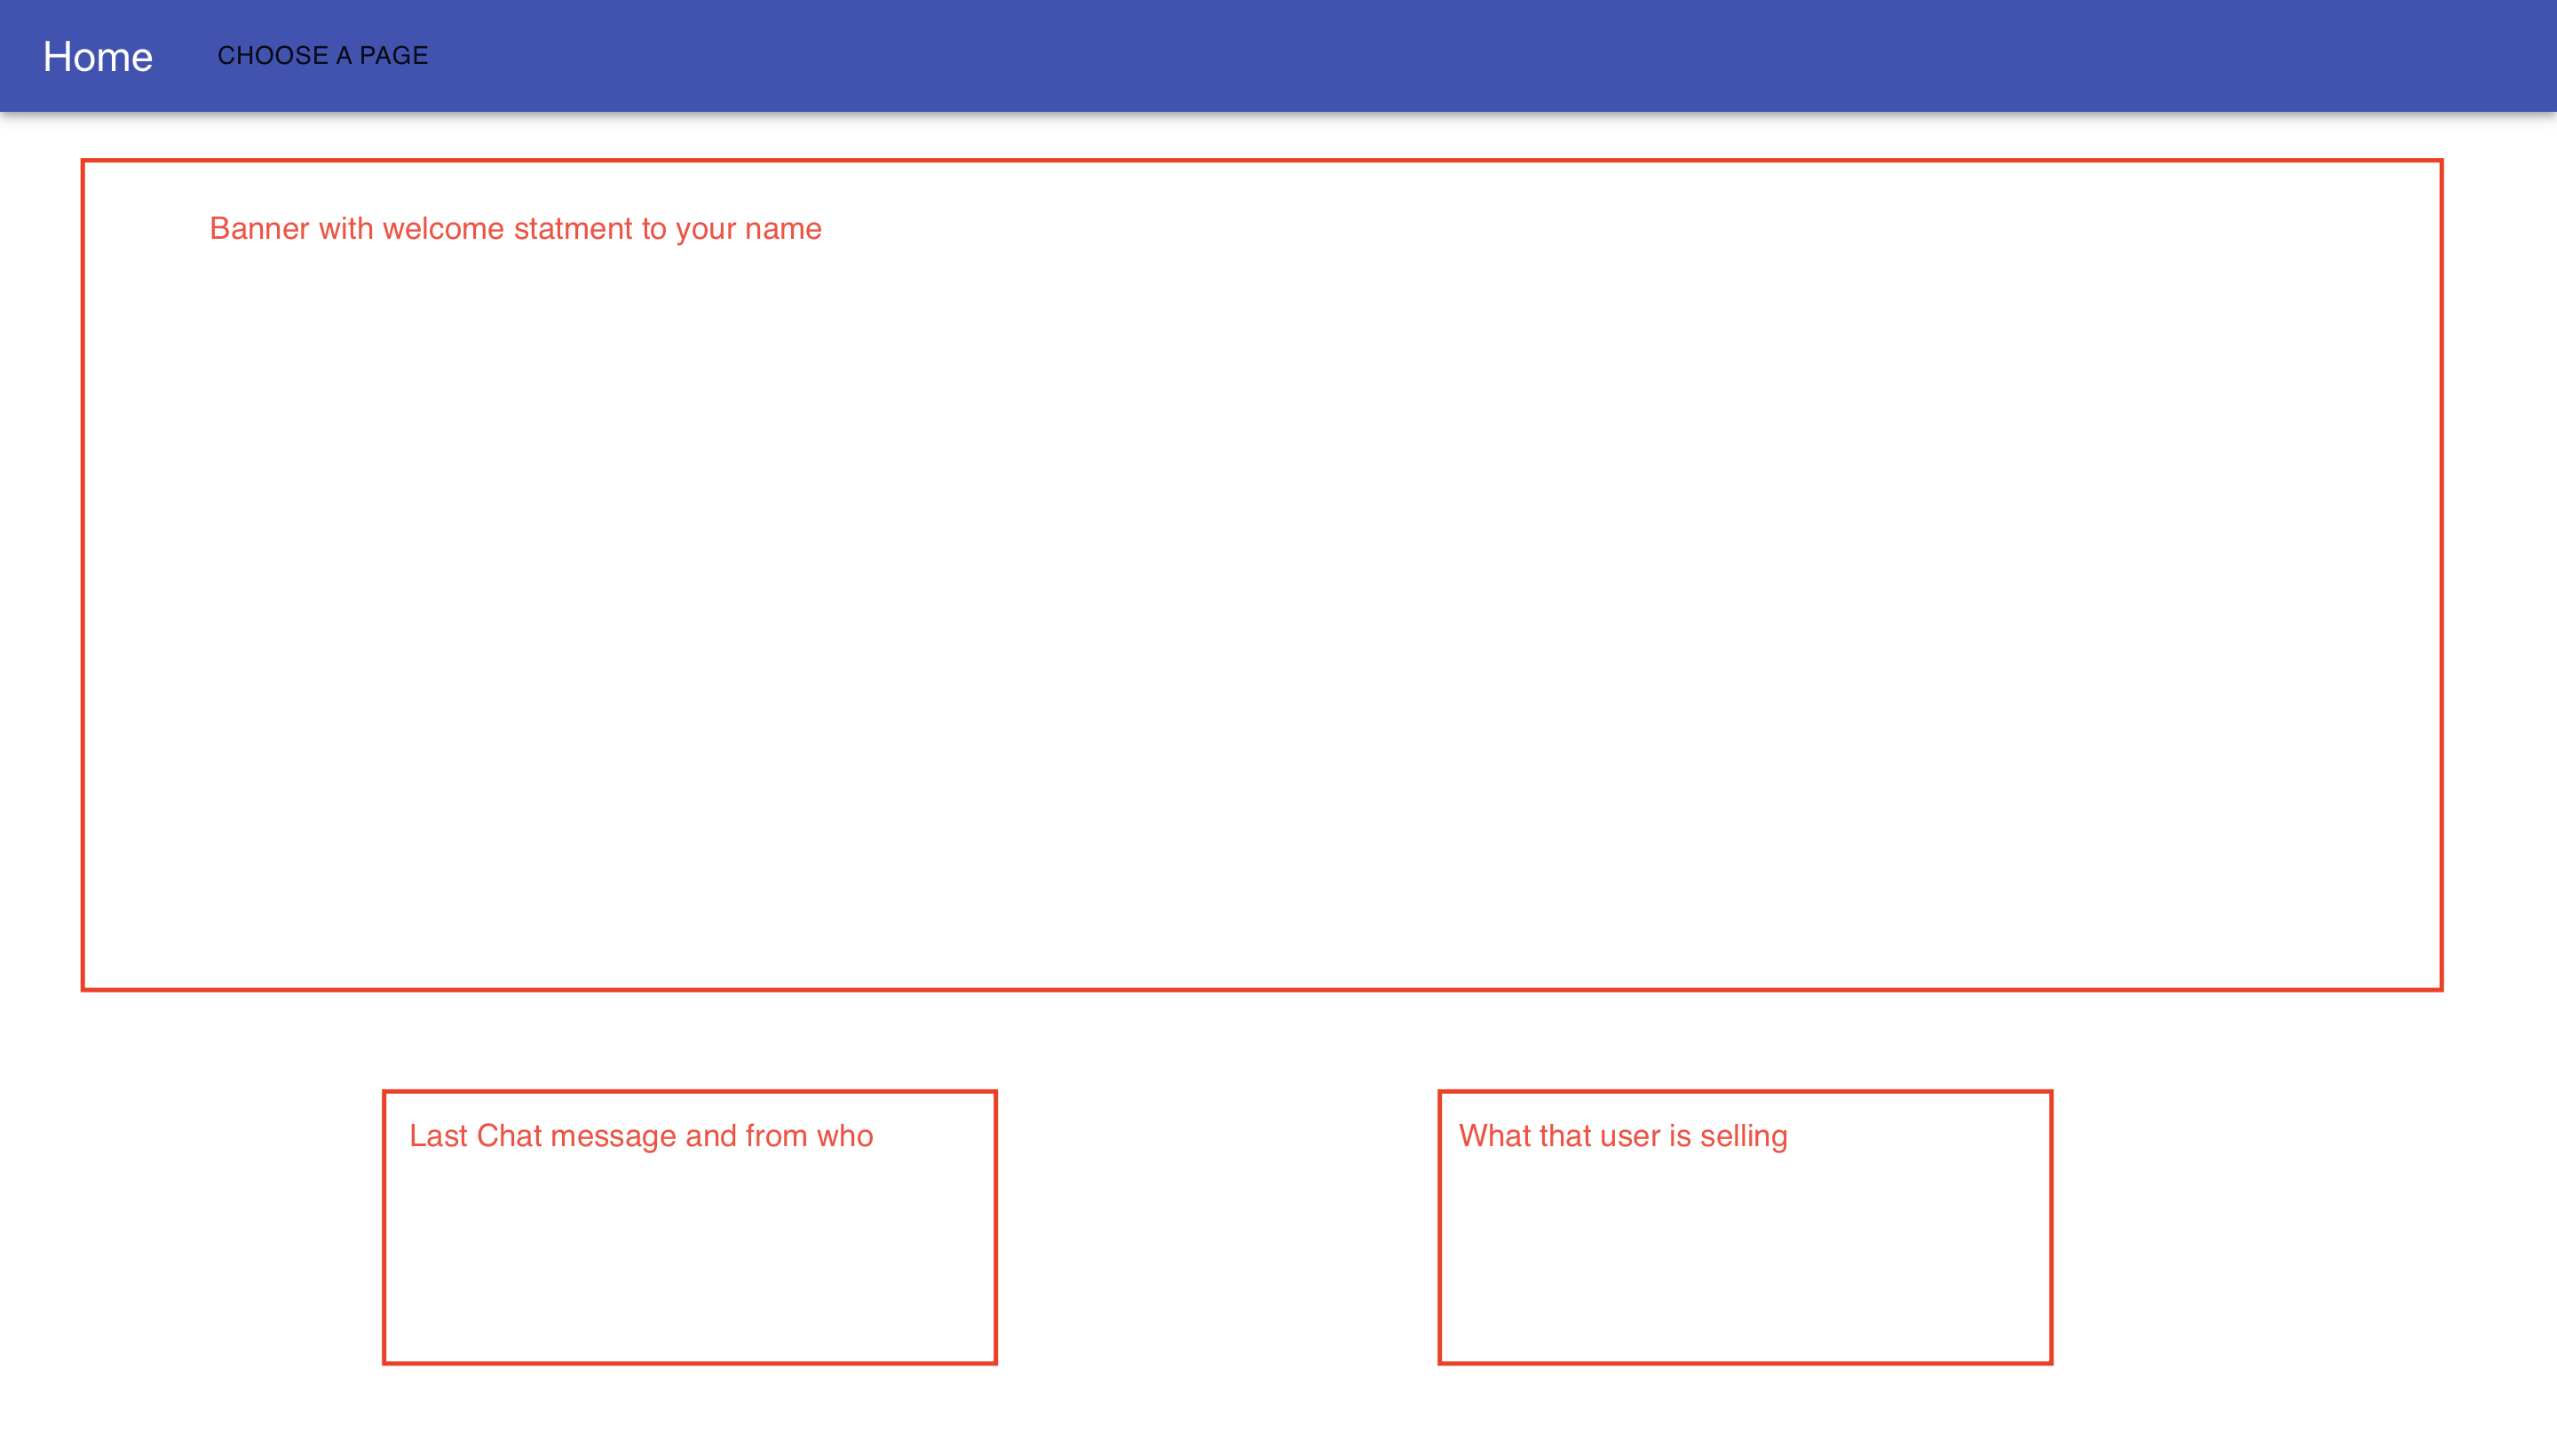 Home
CHOOSE A PAGE
Banner with welcome statment to your name
Last Chat message and from who
What that user is selling